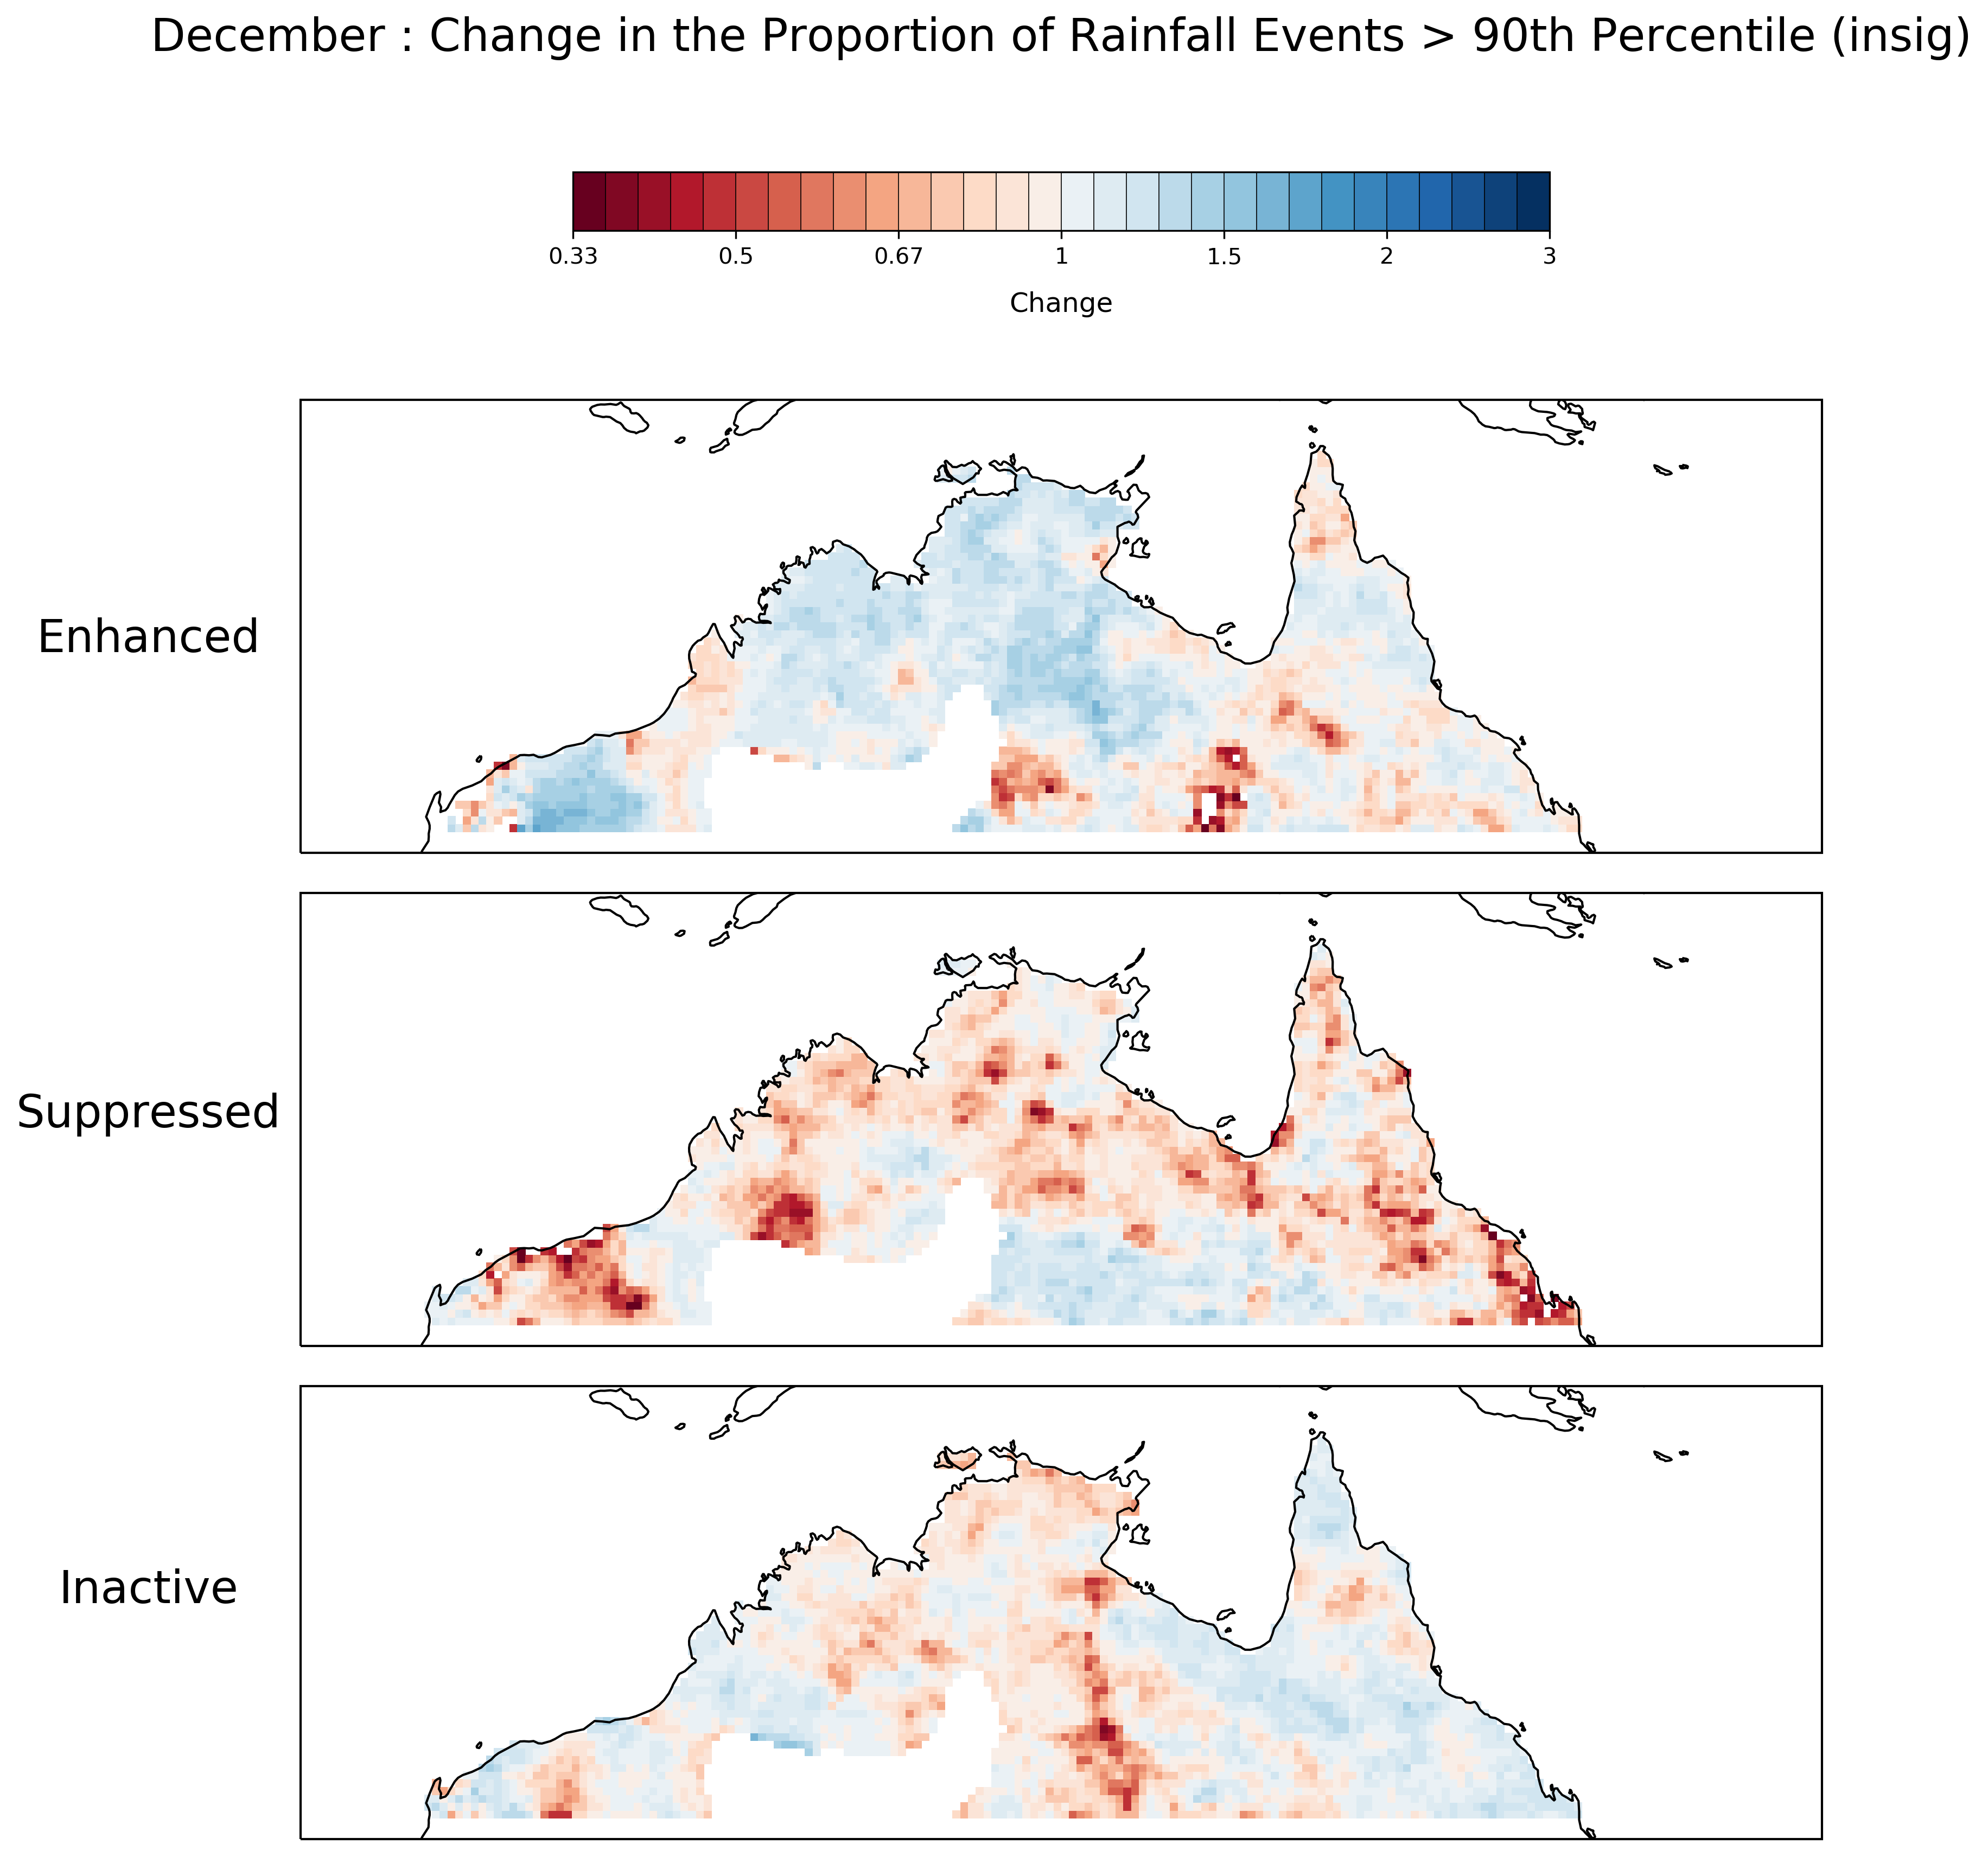 December : Change in the Proportion of Rainfall Events > 90th Percentile (insig)
0.33 0.5 0.67 1 1.5 2 3
Change
Enhanced
Suppressed
Inactive